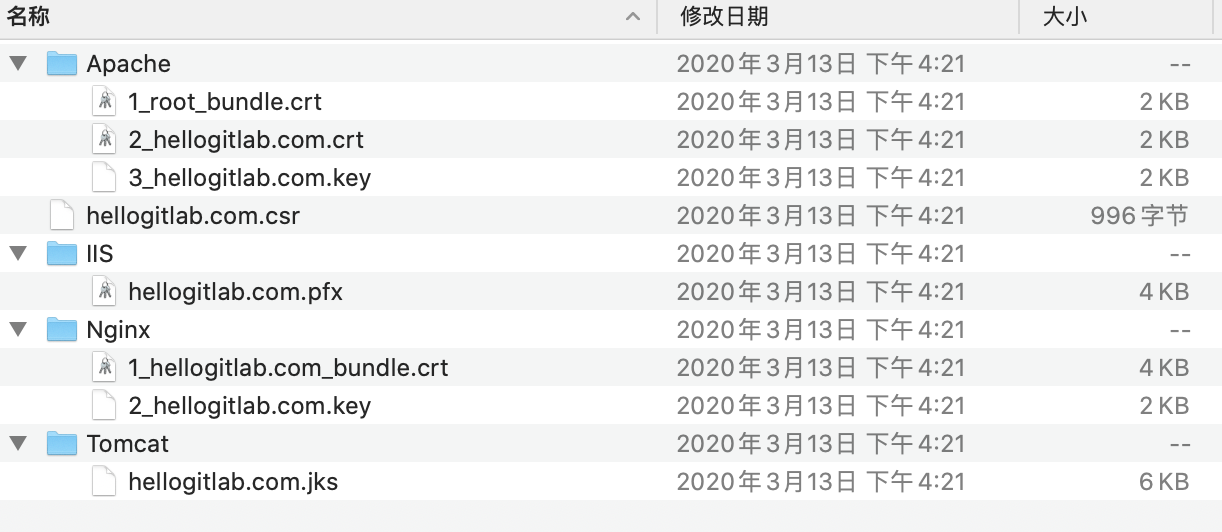 名称 修改日期 大小
Apache 2020年3月13日 下午4:21 --
1_root_bundle.crt 2020年3月13日 下午4:21 2 KB
2_hellogitlab.com.crt 2020年3月13日 下午4:21 2 KB
3_hellogitlab.com.key 2020年3月13日 下午4:21 2 KB
hellogitlab.com.csr 2020年3月13日 下午4:21 996 字节
IIS 2020年3月13日 下午4:21 --
hellogitlab.com.pfx 2020年3月13日 下午4:21 4 KB
Nginx 2020年3月13日 下午4:21 --
1_hellogitlab.com_bundle.crt 2020年3月13日 下午4:21 4 KB
2_hellogitlab.com.key 2020年3月13日 下午4:21 2 KB
Tomcat 2020年3月13日 下午4:21 --
hellogitlab.com.jks 2020年3月13日 下午4:21 6 KB